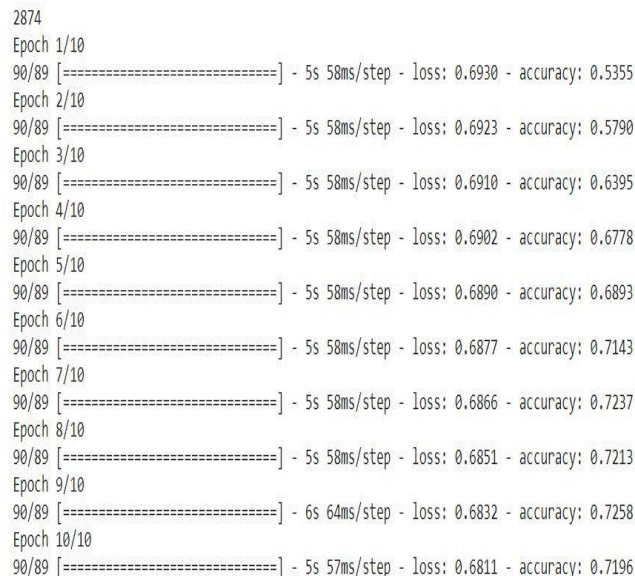 2874
Epoch 1/10
90/89 [==============================] - 5s 58ms/step - loss: 0.6930 - accuracy: 0.5355
Epoch 2/10
90/89 [==============================] - 5s 58ms/step - loss: 0.6923 - accuracy: 0.5790
Epoch 3/10
90/89 [==============================] - 5s 58ms/step - loss: 0.6910 - accuracy: 0.6395
Epoch 4/10
90/89 [==============================] - 5s 58ms/step - loss: 0.6902 - accuracy: 0.6778
Epoch 5/10
90/89 [==============================] - 5s 58ms/step - loss: 0.6890 - accuracy: 0.6893
Epoch 6/10
90/89 [==============================] - 5s 58ms/step - loss: 0.6877 - accuracy: 0.7143
Epoch 7/10
90/89 [==============================] - 5s 58ms/step - loss: 0.6866 - accuracy: 0.7237
Epoch 8/10
90/89 [==============================] - 5s 58ms/step - loss: 0.6851 - accuracy: 0.7213
Epoch 9/10
90/89 [==============================] - 6s 64ms/step - loss: 0.6832 - accuracy: 0.7258
Epoch 10/10
90/89 [==============================] - 5s 57ms/step - loss: 0.6811 - accuracy: 0.7196